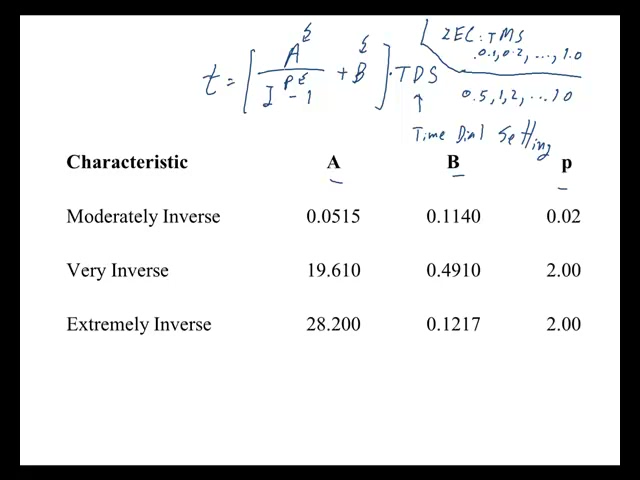 IEC: TMS
0.1, 0.2, ..., 1.0
t = [ A / I^P - 1 + B ] · TDS
0.5, 1, 2, ... 10
Time Dial Setting
Characteristic A B p
Moderately Inverse 0.0515 0.1140 0.02
Very Inverse 19.610 0.4910 2.00
Extremely Inverse 28.200 0.1217 2.00